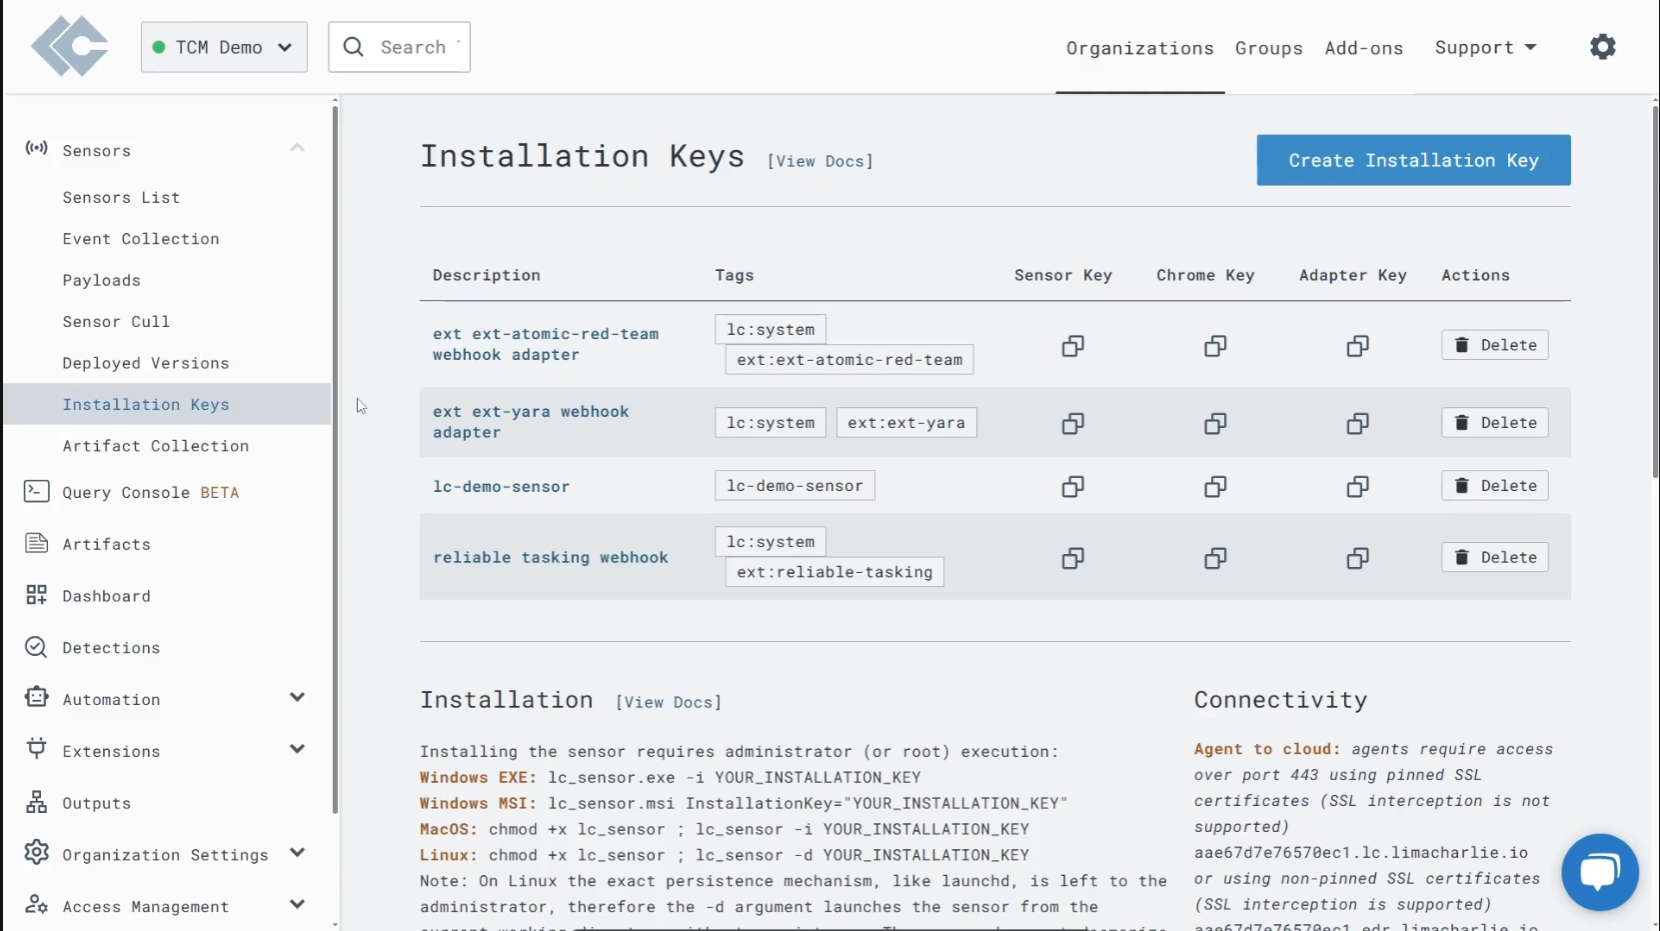 TCM Demo
Search
Organizations
Groups
Add-ons
Support
Sensors
Sensors List
Event Collection
Payloads
Sensor Cull
Deployed Versions
Installation Keys
Artifact Collection
Query Console BETA
Artifacts
Dashboard
Detections
Automation
Extensions
Outputs
Organization Settings
Access Management
Installation Keys [View Docs]
Create Installation Key
Description Tags Sensor Key Chrome Key Adapter Key Actions
ext ext-atomic-red-team
webhook adapter
lc:system
ext:ext-atomic-red-team
Delete
ext ext-yara webhook
adapter
lc:system ext:ext-yara
Delete
lc-demo-sensor
lc-demo-sensor
Delete
reliable tasking webhook
lc:system
ext:reliable-tasking
Delete
Installation [View Docs]
Installing the sensor requires administrator (or root) execution:
Windows EXE: lc_sensor.exe -i YOUR_INSTALLATION_KEY
Windows MSI: lc_sensor.msi InstallationKey="YOUR_INSTALLATION_KEY"
MacOS: chmod +x lc_sensor ; lc_sensor -i YOUR_INSTALLATION_KEY
Linux: chmod +x lc_sensor ; lc_sensor -d YOUR_INSTALLATION_KEY
Note: On Linux the exact persistence mechanism, like launchd, is left to the
administrator, therefore the -d argument launches the sensor from the
Connectivity
Agent to cloud: agents require access
over port 443 using pinned SSL
certificates (SSL interception is not
supported)
aae67d7e76570ec1.lc.limacharlie.io
or using non-pinned SSL certificates
(SSL interception is supported)
aae67d7e76570ec1.edr.limacharlie.io